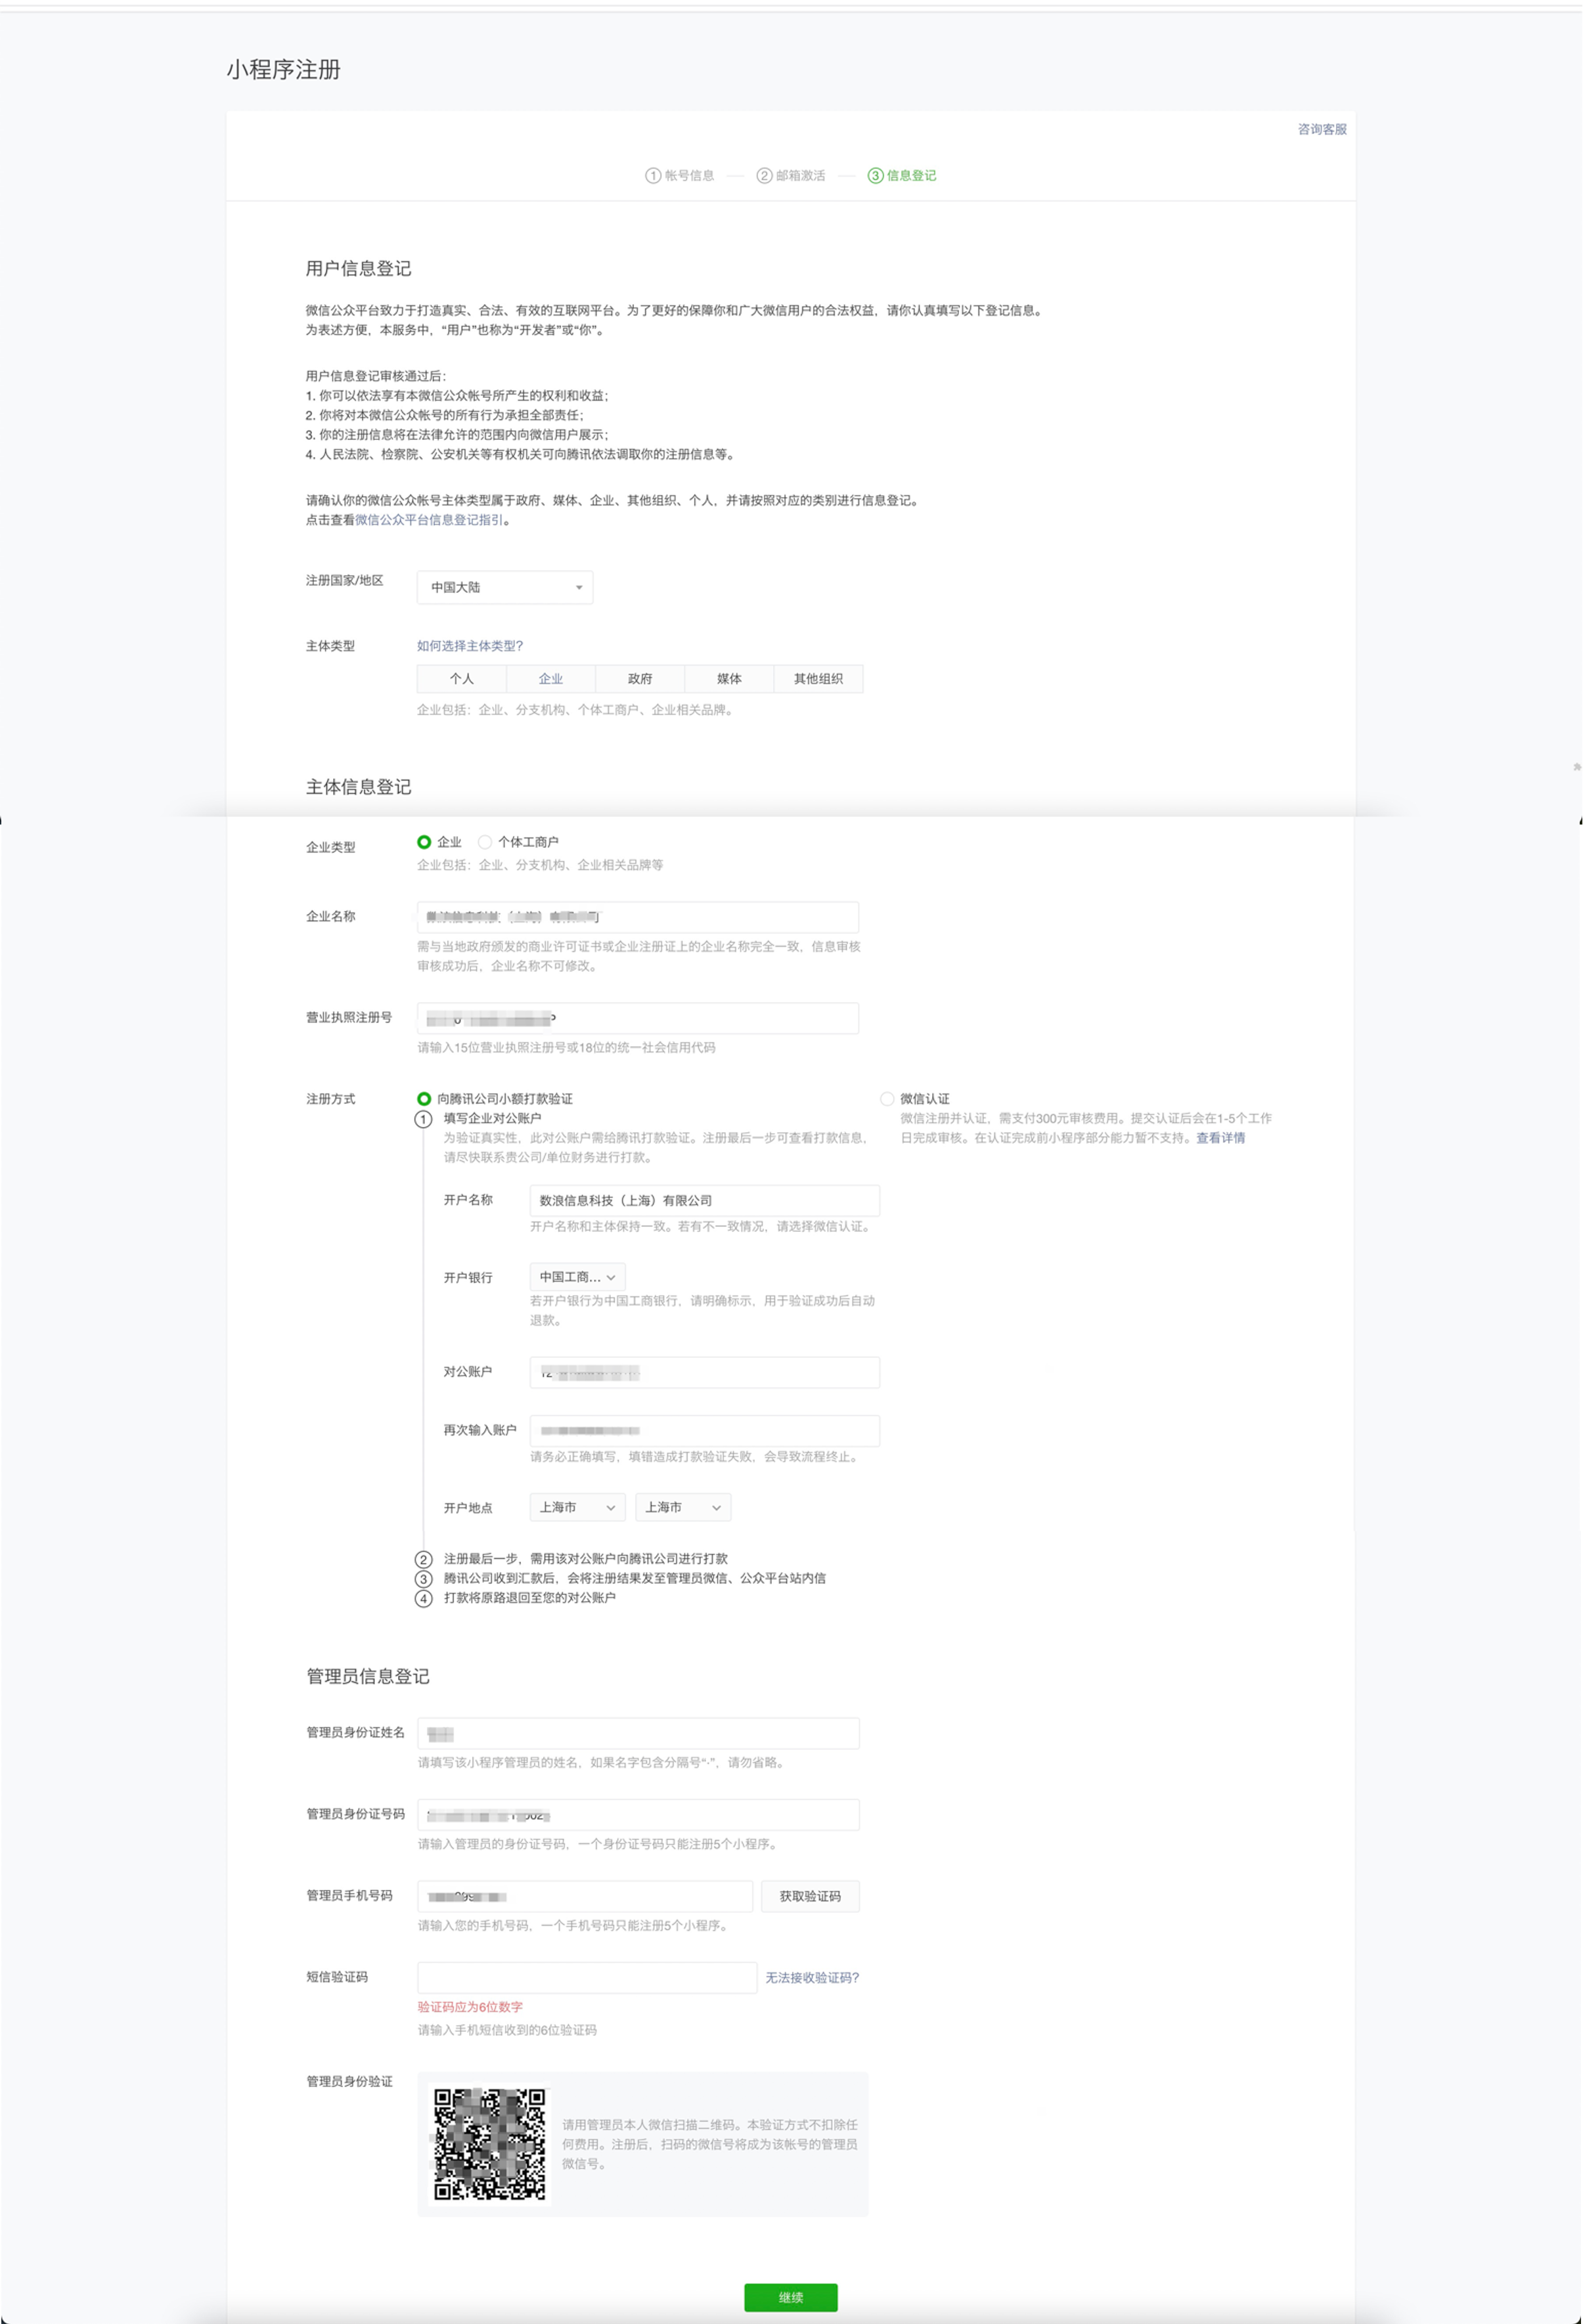 小程序注册
咨询客服
① 帐号信息 — ② 邮箱激活 — ③ 信息登记
用户信息登记
微信公众平台致力于打造真实、合法、有效的互联网平台。为了更好的保障你和广大微信用户的合法权益，请你认真填写以下登记信息。
为表述方便，本服务中，“用户”也称为“开发者”或“你”。
用户信息登记审核通过后：
1. 你可以依法享有本微信公众帐号所产生的权利和收益；
2. 你将对本微信公众帐号的所有行为承担全部责任；
3. 你的注册信息将在法律允许的范围内向微信用户展示；
4. 人民法院、检察院、公安机关等有权机关可向腾讯依法调取你的注册信息等。
请确认你的微信公众帐号主体类型属于政府、媒体、企业、其他组织、个人，并请按照对应的类别进行信息登记。
点击查看微信公众平台信息登记指引。
注册国家/地区 中国大陆
主体类型 如何选择主体类型?
个人 企业 政府 媒体 其他组织
企业包括：企业、分支机构、个体工商户、企业相关品牌。
主体信息登记
企业类型 企业 个体工商户
企业包括：企业、分支机构、企业相关品牌等
企业名称
需与当地政府颁发的商业许可证书或企业注册证上的企业名称完全一致，信息审核
审核成功后，企业名称不可修改。
营业执照注册号
请输入15位营业执照注册号或18位的统一社会信用代码
注册方式 向腾讯公司小额打款验证 微信认证
① 填写企业对公账户 微信注册并认证，需支付300元审核费用。提交认证后会在1-5个工作
为验证真实性，此对公账户需给腾讯打款验证。注册最后一步可查看打款信息， 日完成审核。在认证完成前小程序部分能力暂不支持。查看详情
请尽快联系贵公司/单位财务进行打款。
开户名称 数浪信息科技（上海）有限公司
开户名称和主体保持一致。若有不一致情况，请选择微信认证。
开户银行 中国工商...
若开户银行为中国工商银行，请明确标示，用于验证成功后自动
退款。
对公账户
再次输入账户
请务必正确填写，填错造成打款验证失败，会导致流程终止。
开户地点 上海市 上海市
② 注册最后一步，需用该对公账户向腾讯公司进行打款
③ 腾讯公司收到汇款后，会将注册结果发至管理员微信、公众平台站内信
④ 打款将原路退回至您的对公账户
管理员信息登记
管理员身份证姓名
请填写该小程序管理员的姓名，如果名字包含分隔号“·”，请勿省略。
管理员身份证号码
请输入管理员的身份证号码，一个身份证号码只能注册5个小程序。
管理员手机号码 获取验证码
请输入您的手机号码，一个手机号码只能注册5个小程序。
短信验证码 无法接收验证码?
验证码应为6位数字
请输入手机短信收到的6位验证码
管理员身份验证
请用管理员本人微信扫描二维码。本验证方式不扣除任
何费用。注册后，扫码的微信号将成为该帐号的管理员
微信号。
继续